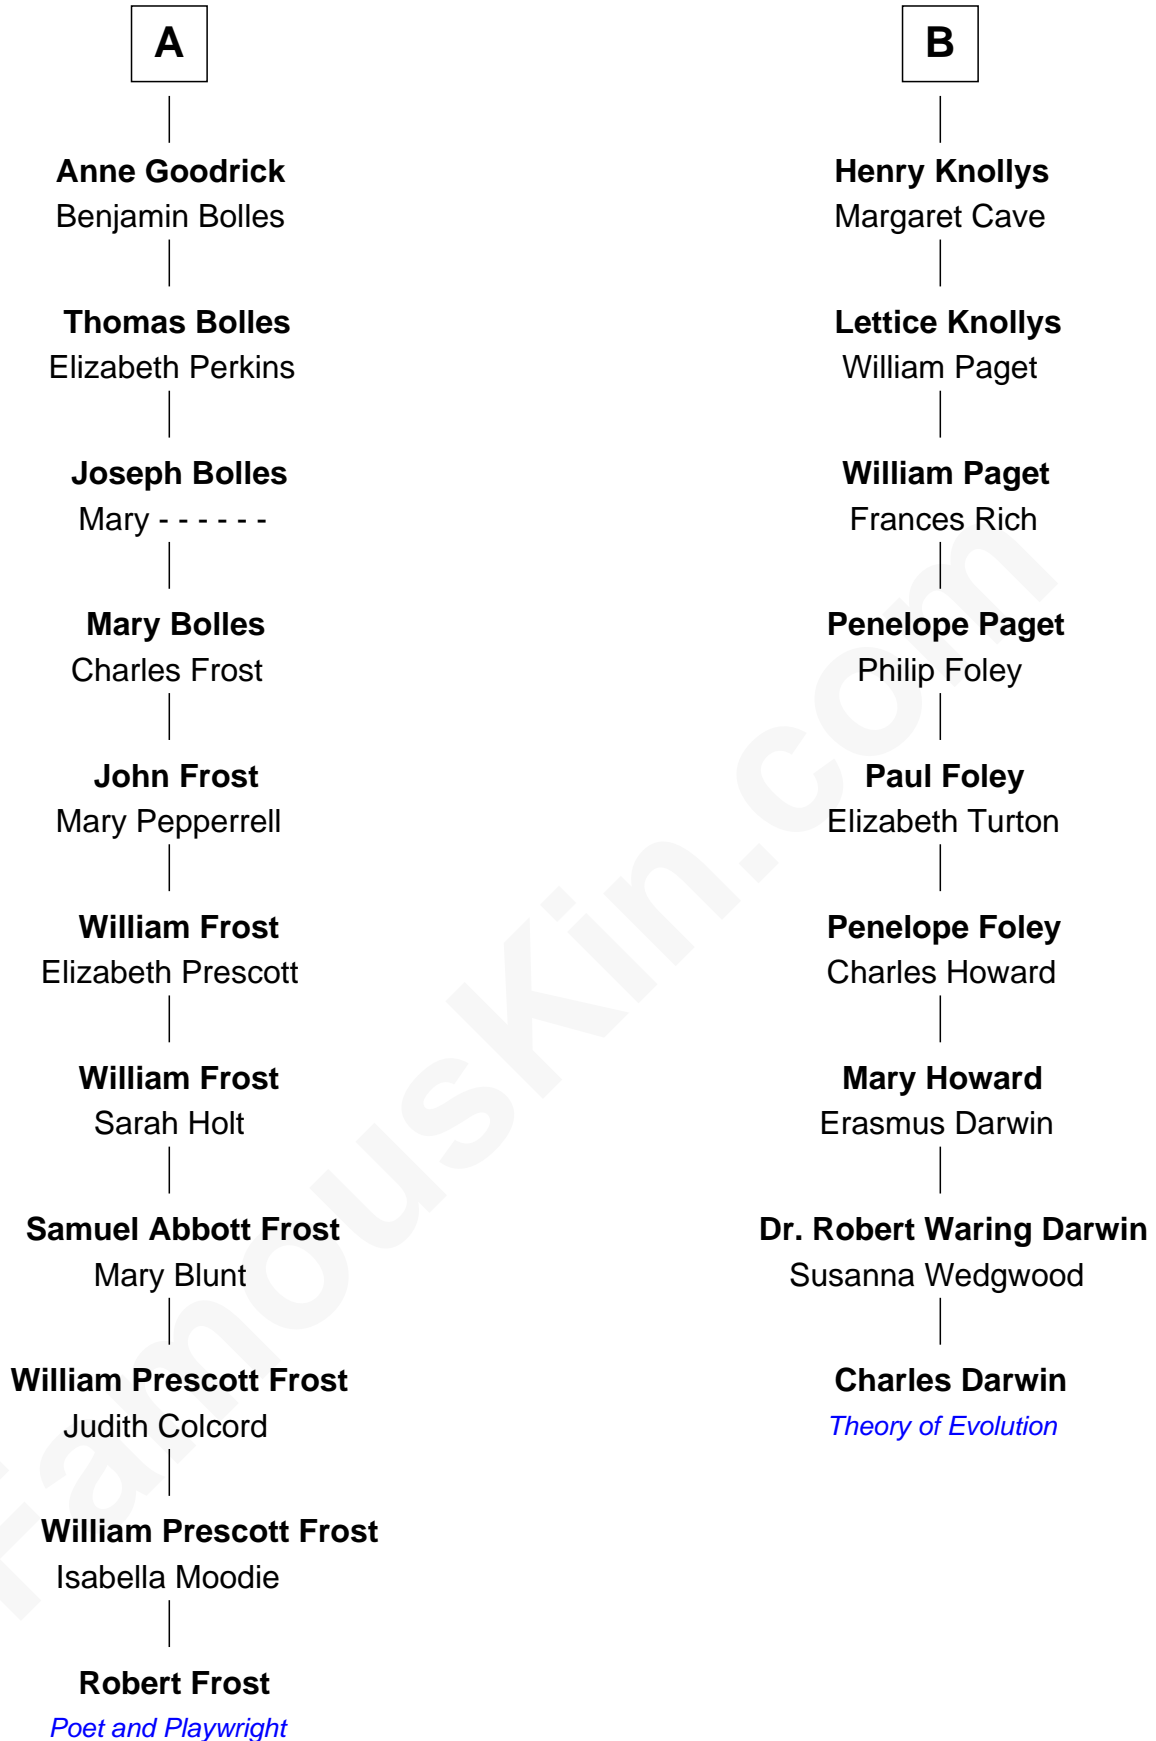 A
Anne Goodrick
Benjamin Bolles
Thomas Bolles
Elizabeth Perkins
Joseph Bolles
Mary - - - - - -
Mary Bolles
Charles Frost
John Frost
Mary Pepperrell
William Frost
Elizabeth Prescott
William Frost
Sarah Holt
Samuel Abbott Frost
Mary Blunt
William Prescott Frost
Judith Colcord
William Prescott Frost
Isabella Moodie
Robert Frost
Poet and Playwright
B
Henry Knollys
Margaret Cave
Lettice Knollys
William Paget
William Paget
Frances Rich
Penelope Paget
Philip Foley
Paul Foley
Elizabeth Turton
Penelope Foley
Charles Howard
Mary Howard
Erasmus Darwin
Dr. Robert Waring Darwin
Susanna Wedgwood
Charles Darwin
Theory of Evolution
FamousKin.com